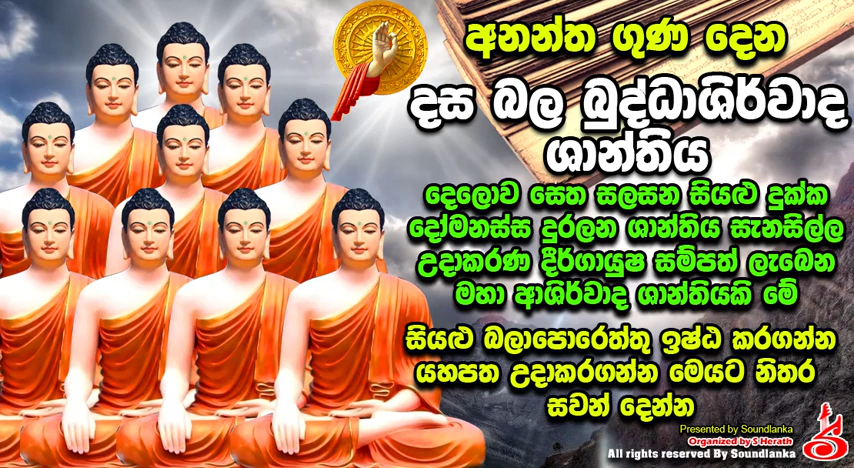 අනන්ත ගුණ දෙන
දස බල බුද්ධාශිර්වාද
ශාන්තිය
දෙලොව සෙත සලසන සියළු දුක්ක
දෝමනස්ස දුරලන ශාන්තිය සැනසිල්ල
උදාකරණ දීර්ගායුෂ සම්පත් ලැබෙන
මහා ආශිර්වාද ශාන්තියකි මේ
සියළු බලාපොරෙත්තු ඉෂ්ඨ කරගන්න
යහපත උදාකරගන්න මෙයට නිතර
සවන් දෙන්න
Presented by Soundlanka
Organized by S Herath
All rights reserved By Soundlanka